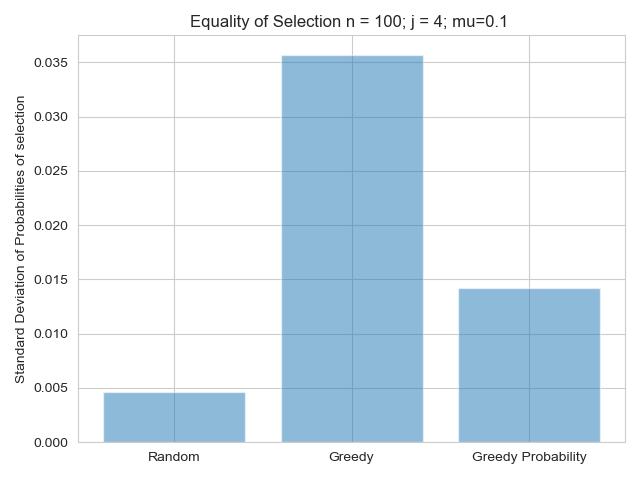 Equality of Selection n = 100; j = 4; mu=0.1
Standard Deviation of Probabilities of selection
0.035
0.030
0.025
0.020
0.015
0.010
0.005
0.000
Random
Greedy
Greedy Probability